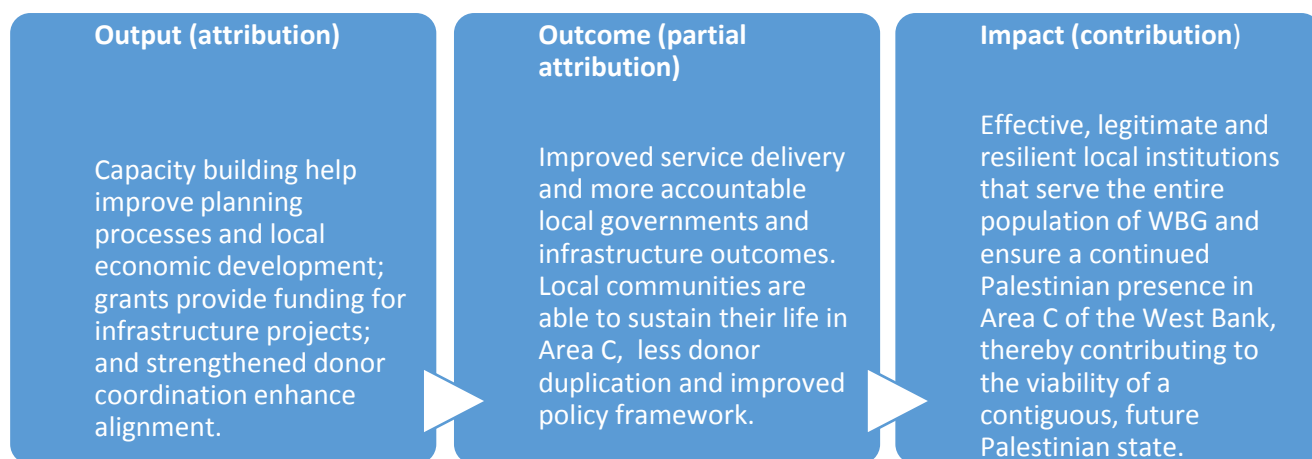 Output (attribution)
Capacity building help
improve planning
processes and local
economic development;
grants provide funding for
infrastructure projects;
and strengthened donor
coordination enhance
alignment.
Outcome (partial
attribution)
Improved service delivery
and more accountable
local governments and
infrastructure outcomes.
Local communities are
able to sustain their life in
Area C,  less donor
duplication and improved
policy framework.
Impact (contribution)
Effective, legitimate and
resilient local institutions
that serve the entire
population of WBG and
ensure a continued
Palestinian presence in
Area C of the West Bank,
thereby contributing to
the viability of a
contiguous, future
Palestinian state.